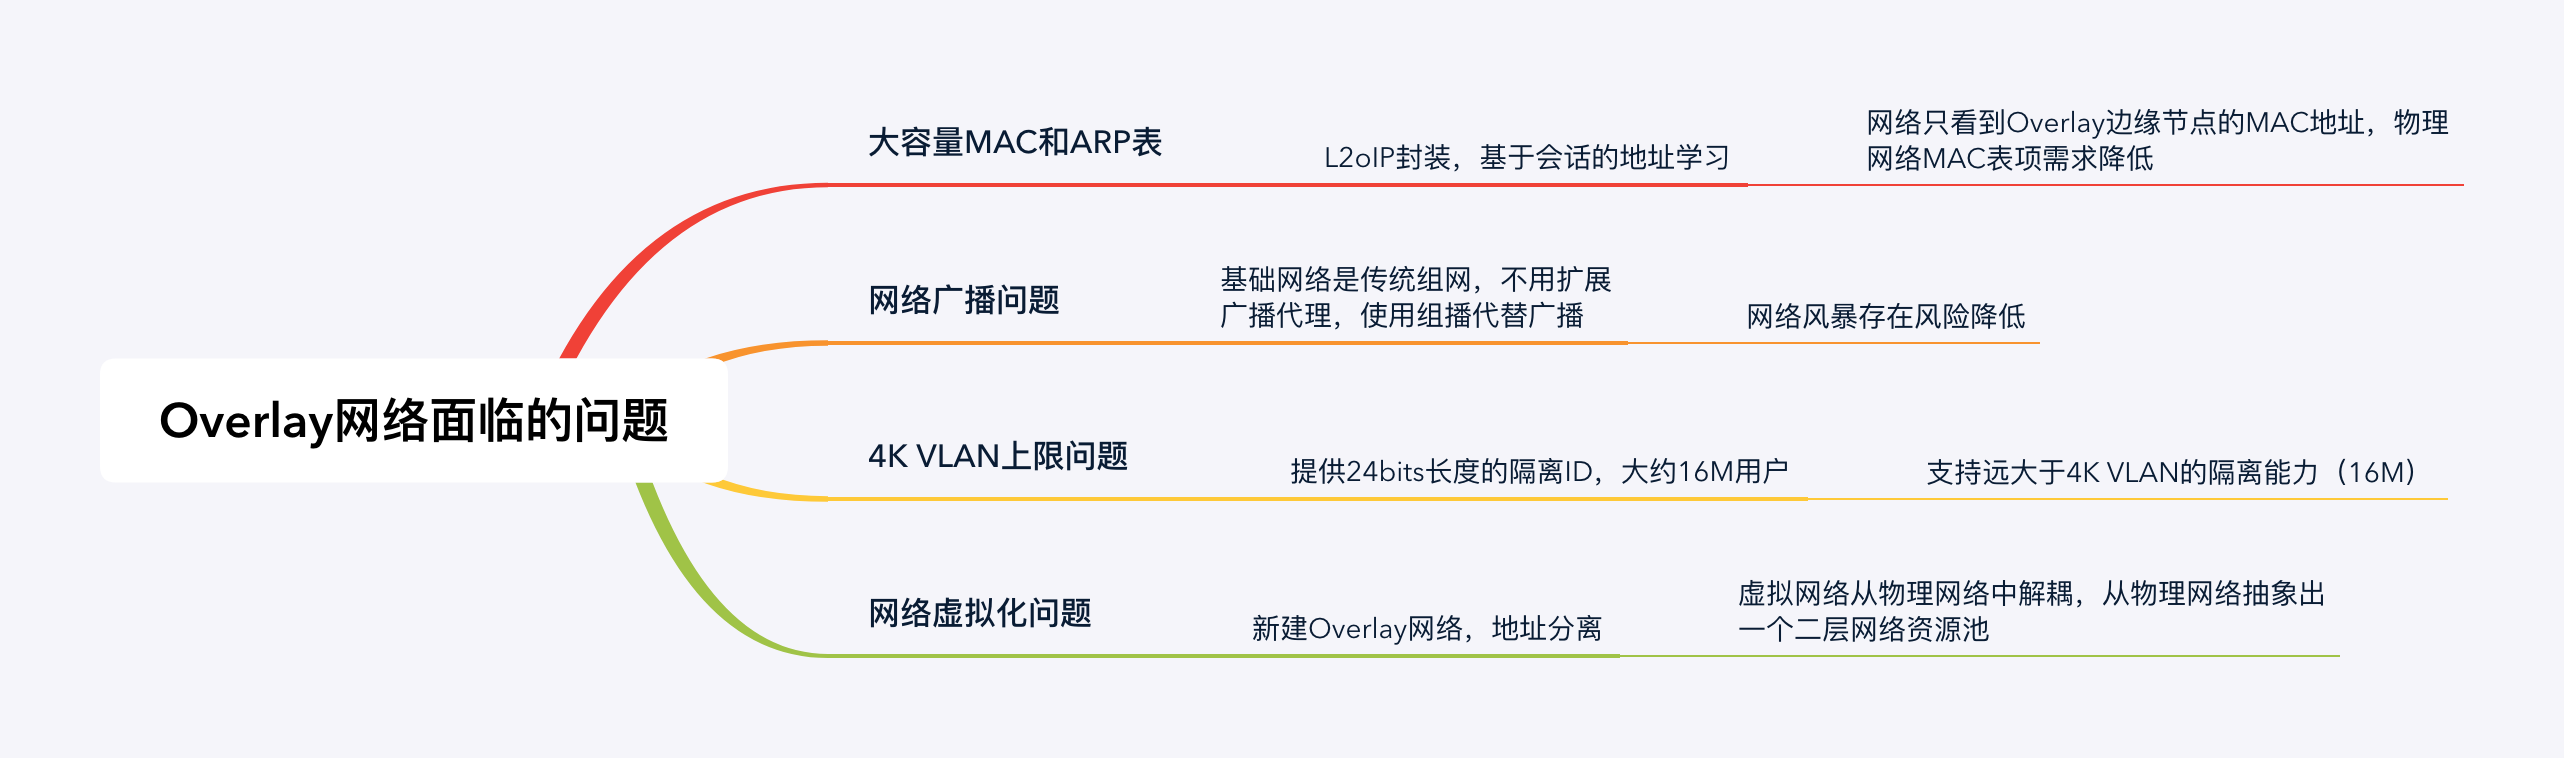 Overlay网络面临的问题
大容量MAC和ARP表
L2oIP封装，基于会话的地址学习
网络只看到Overlay边缘节点的MAC地址，物理
网络MAC表项需求降低
网络广播问题
基础网络是传统组网，不用扩展
广播代理，使用组播代替广播
网络风暴存在风险降低
4K VLAN上限问题
提供24bits长度的隔离ID，大约16M用户
支持远大于4K VLAN的隔离能力（16M）
网络虚拟化问题
新建Overlay网络，地址分离
虚拟网络从物理网络中解耦，从物理网络抽象出
一个二层网络资源池